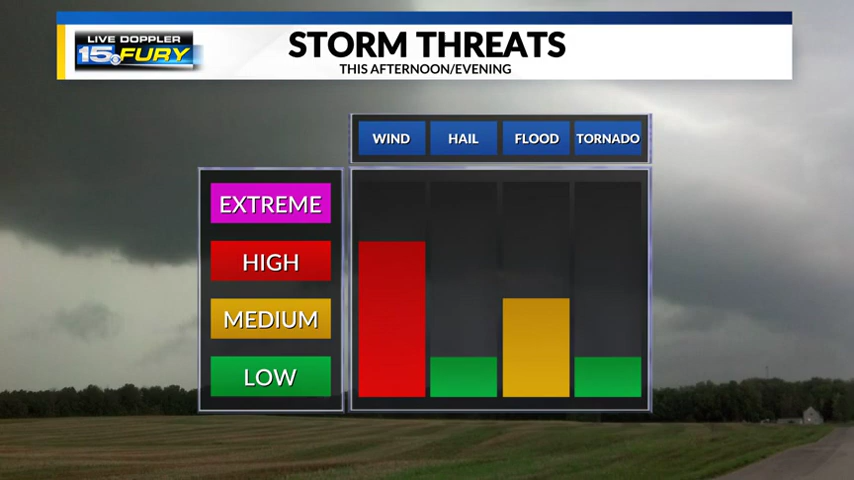 LIVE DOPPLER
15 FURY
STORM THREATS
THIS AFTERNOON/EVENING
WIND HAIL FLOOD TORNADO
EXTREME
HIGH
MEDIUM
LOW